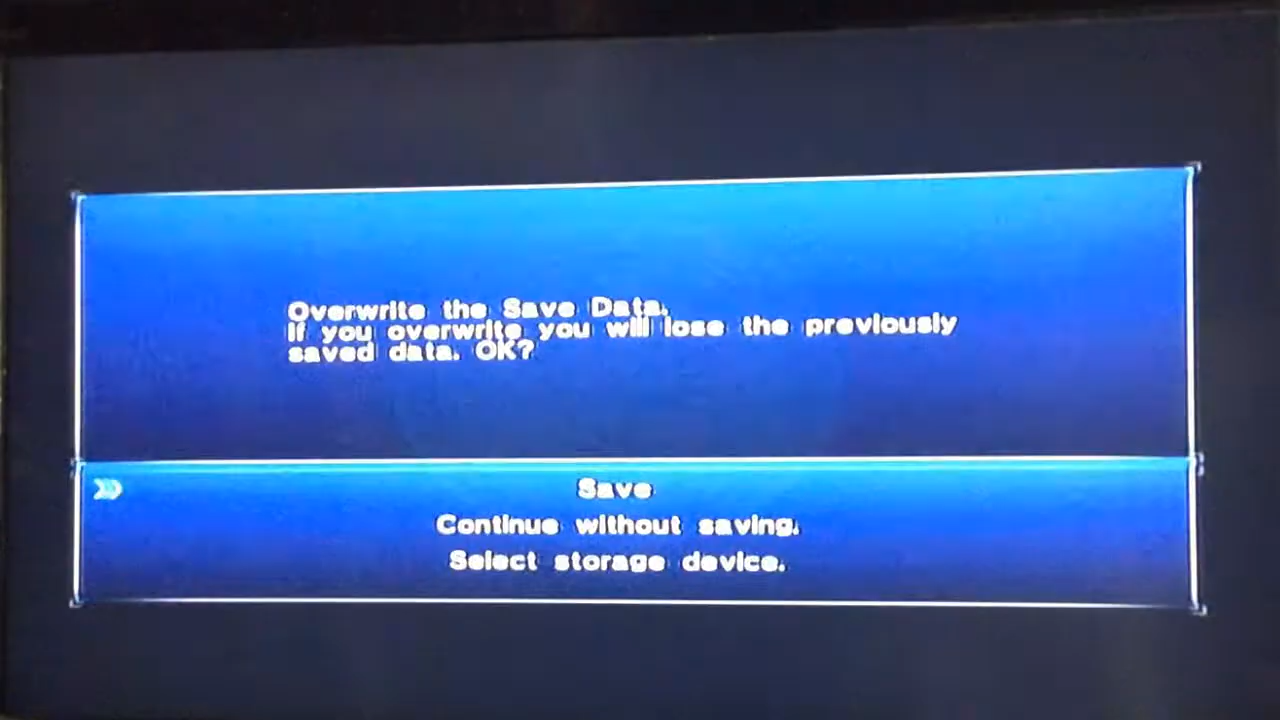 Overwrite the Save Data.
If you overwrite you will lose the previously
saved data. OK?
Save
Continue without saving.
Select storage device.